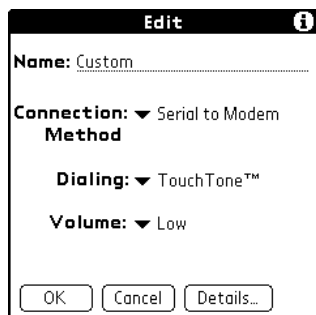 Edit
Name: Custom
Connection: Serial to Modem
Method
Dialing: TouchTone™
Volume: Low
OK Cancel Details...